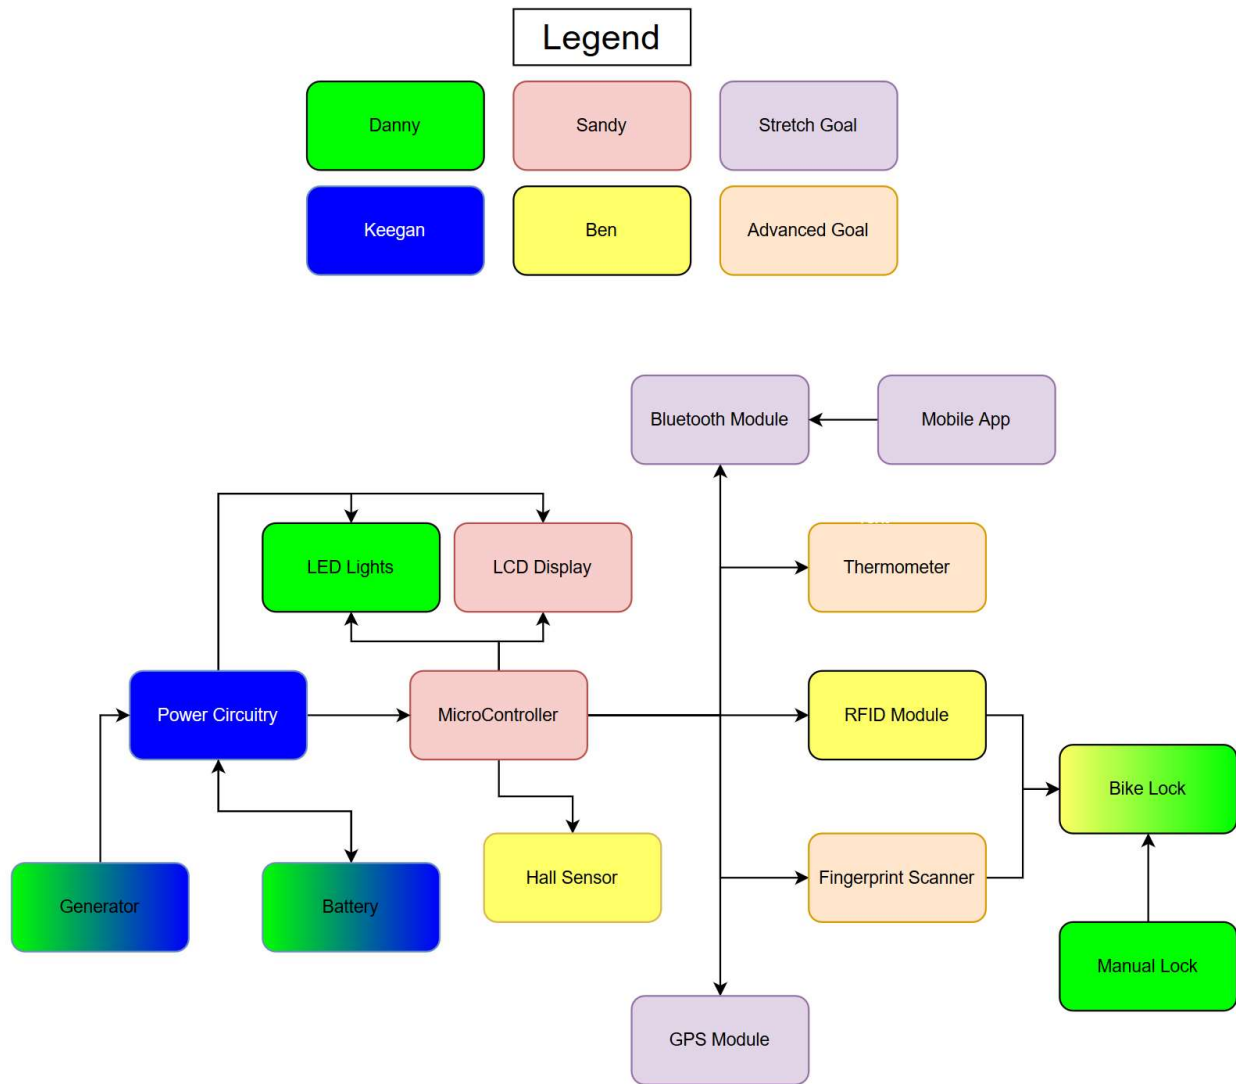 Legend
Danny
Sandy
Stretch Goal
Keegan
Ben
Advanced Goal
Bluetooth Module
Mobile App
LED Lights
LCD Display
Thermometer
Power Circuitry
MicroController
RFID Module
Bike Lock
Generator
Battery
Hall Sensor
Fingerprint Scanner
Manual Lock
GPS Module